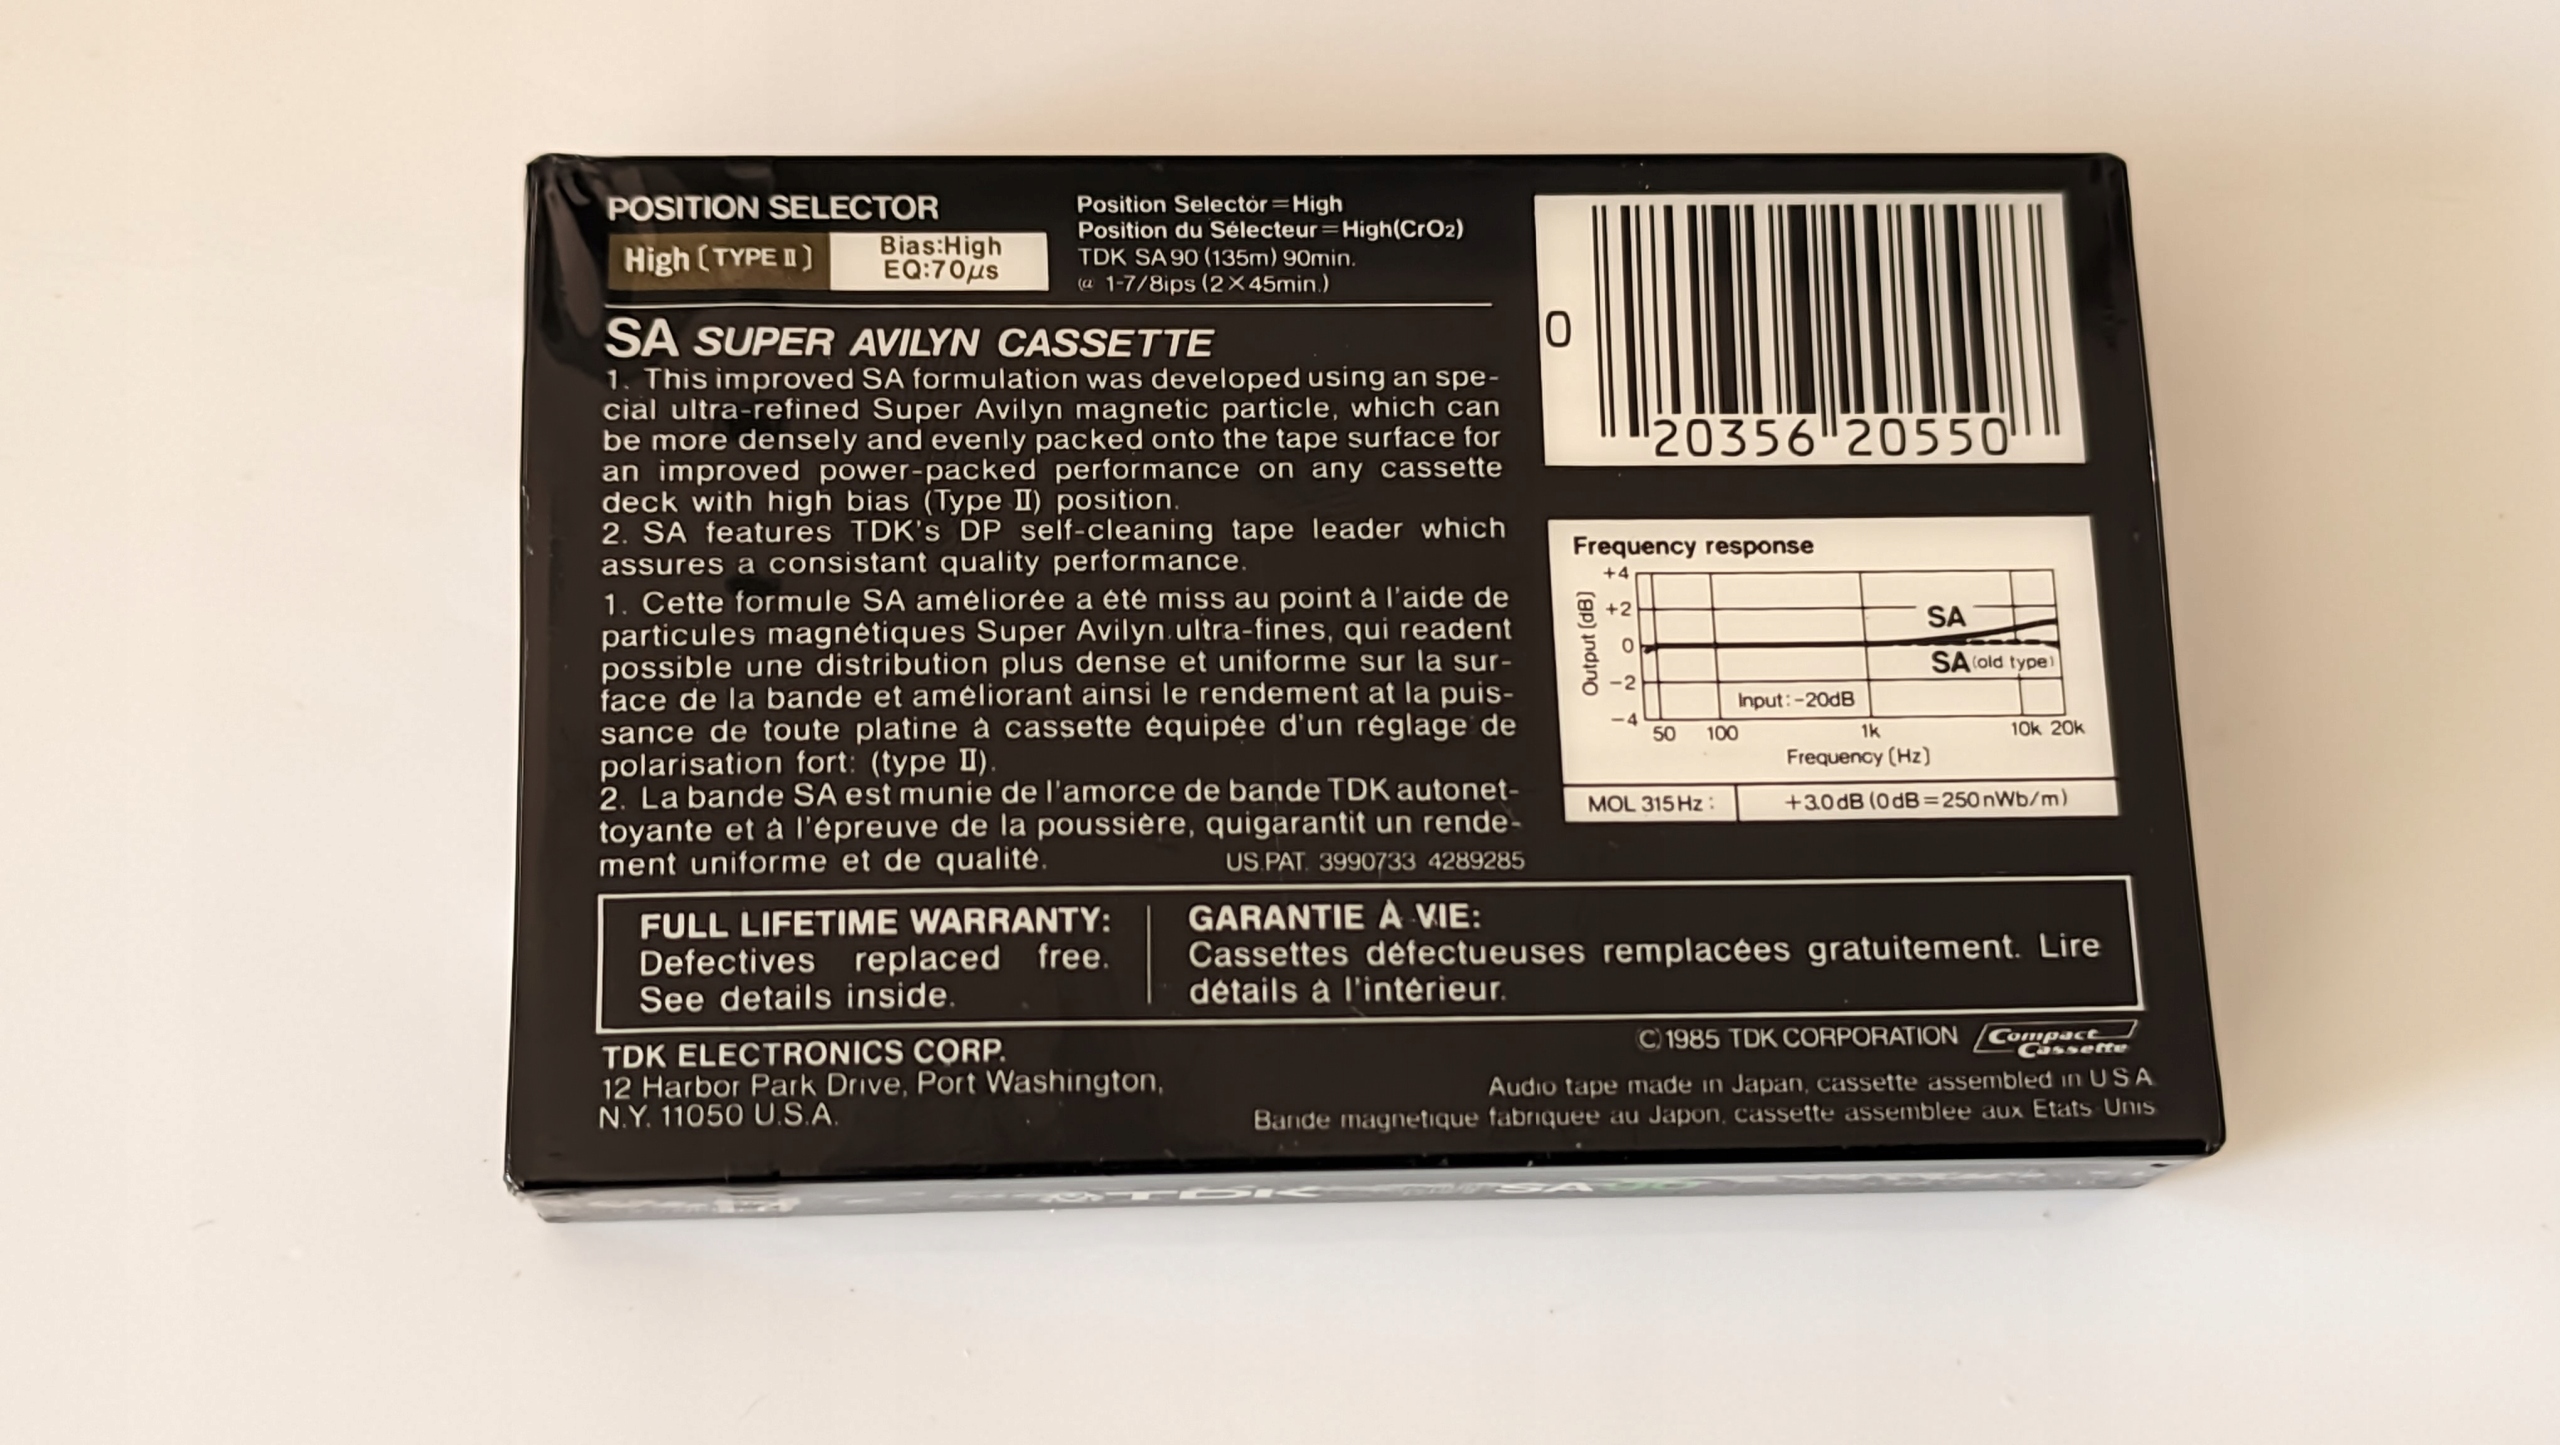 POSITION SELECTOR
High (TYPE II)
Bias:High
EQ:70µs
Position Selector=High
Position du Sélecteur=High(CrO2)
TDK SA90 (135m) 90min.
@ 1-7/8ips (2×45min.)
SA SUPER AVILYN CASSETTE
1. This improved SA formulation was developed using an spe-
cial ultra-refined Super Avilyn magnetic particle, which can
be more densely and evenly packed onto the tape surface for
an improved power-packed performance on any cassette
deck with high bias (Type II) position.
2. SA features TDK's DP self-cleaning tape leader which
assures a consistant quality performance.
1. Cette formule SA améliorée a été miss au point à l'aide de
particules magnétiques Super Avilyn ultra-fines, qui readent
possible une distribution plus dense et uniforme sur la sur-
face de la bande et améliorant ainsi le rendement at la puis-
sance de toute platine à cassette équipée d'un réglage de
polarisation fort: (type II).
2. La bande SA est munie de l'amorce de bande TDK autonet-
toyante et à l'épreuve de la poussière, quigarantit un rende-
ment uniforme et de qualité.
US.PAT. 3990733 4289285
0 20356 20550
Frequency response
Output (dB)
+4
+2
0
-2
-4
SA
SA (old type)
Input:-20dB
50 100 1k 10k 20k
Frequency (Hz)
MOL 315Hz: +3.0dB (0dB=250nWb/m)
FULL LIFETIME WARRANTY:
Defectives replaced free.
See details inside.
GARANTIE À VIE:
Cassettes défectueuses remplacées gratuitement. Lire
détails à l'intérieur.
TDK ELECTRONICS CORP.
12 Harbor Park Drive, Port Washington,
N.Y. 11050 U.S.A.
©1985 TDK CORPORATION
Compact
Cassette
Audio tape made in Japan, cassette assembled in U S A
Bande magnetique fabriquee au Japon, cassette assemblee aux Etats Unis
TDK SA